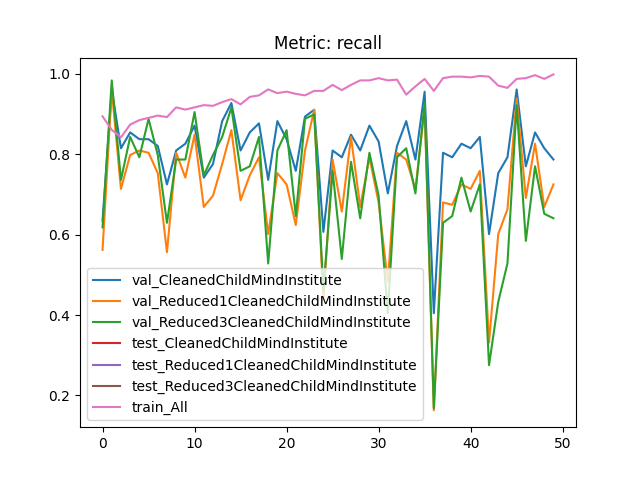 Metric: recall
1.0
0.8
0.6
0.4
0.2
val_CleanedChildMindInstitute
val_Reduced1CleanedChildMindInstitute
val_Reduced3CleanedChildMindInstitute
test_CleanedChildMindInstitute
test_Reduced1CleanedChildMindInstitute
test_Reduced3CleanedChildMindInstitute
train_All
0 10 20 30 40 50